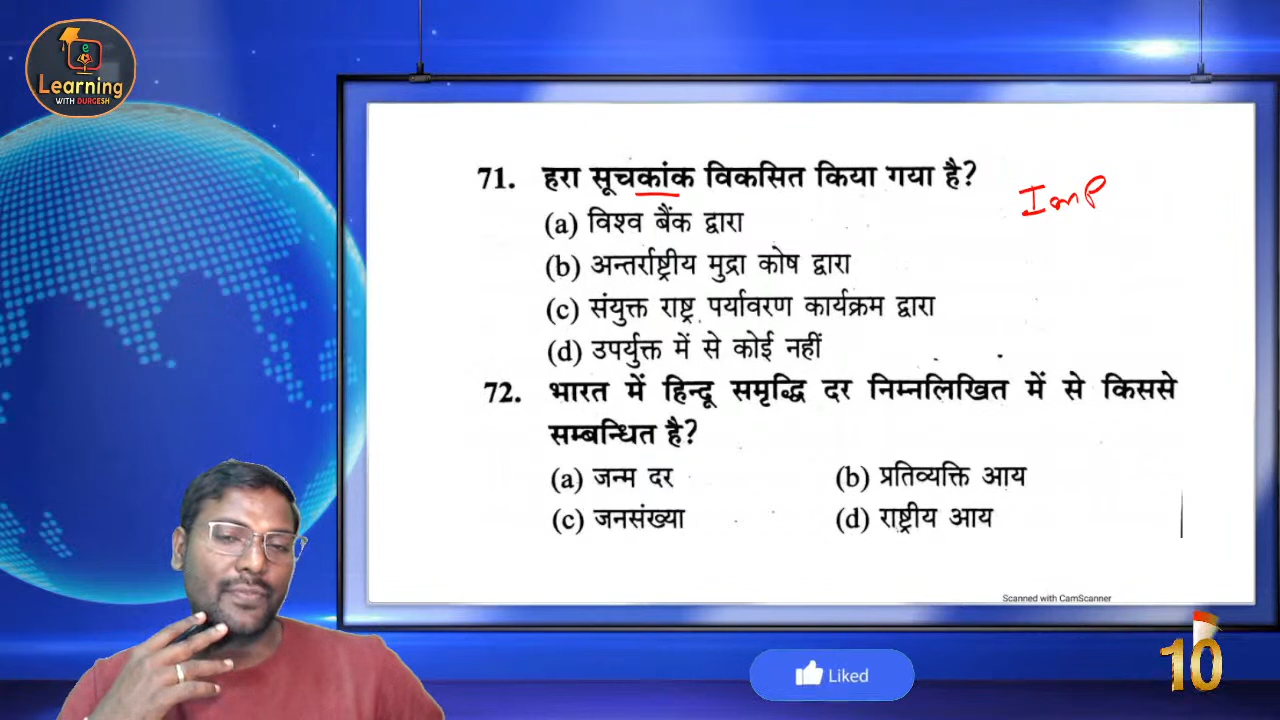 e
Learning
WITH DURGESH
71. हरा सूचकांक विकसित किया गया है?
Imp
(a) विश्व बैंक द्वारा
(b) अन्तर्राष्ट्रीय मुद्रा कोष द्वारा
(c) संयुक्त राष्ट्र पर्यावरण कार्यक्रम द्वारा
(d) उपर्युक्त में से कोई नहीं
72. भारत में हिन्दू समृद्धि दर निम्नलिखित में से किससे
सम्बन्धित है?
(a) जन्म दर (b) प्रतिव्यक्ति आय
(c) जनसंख्या (d) राष्ट्रीय आय
Scanned with CamScanner
10
Liked